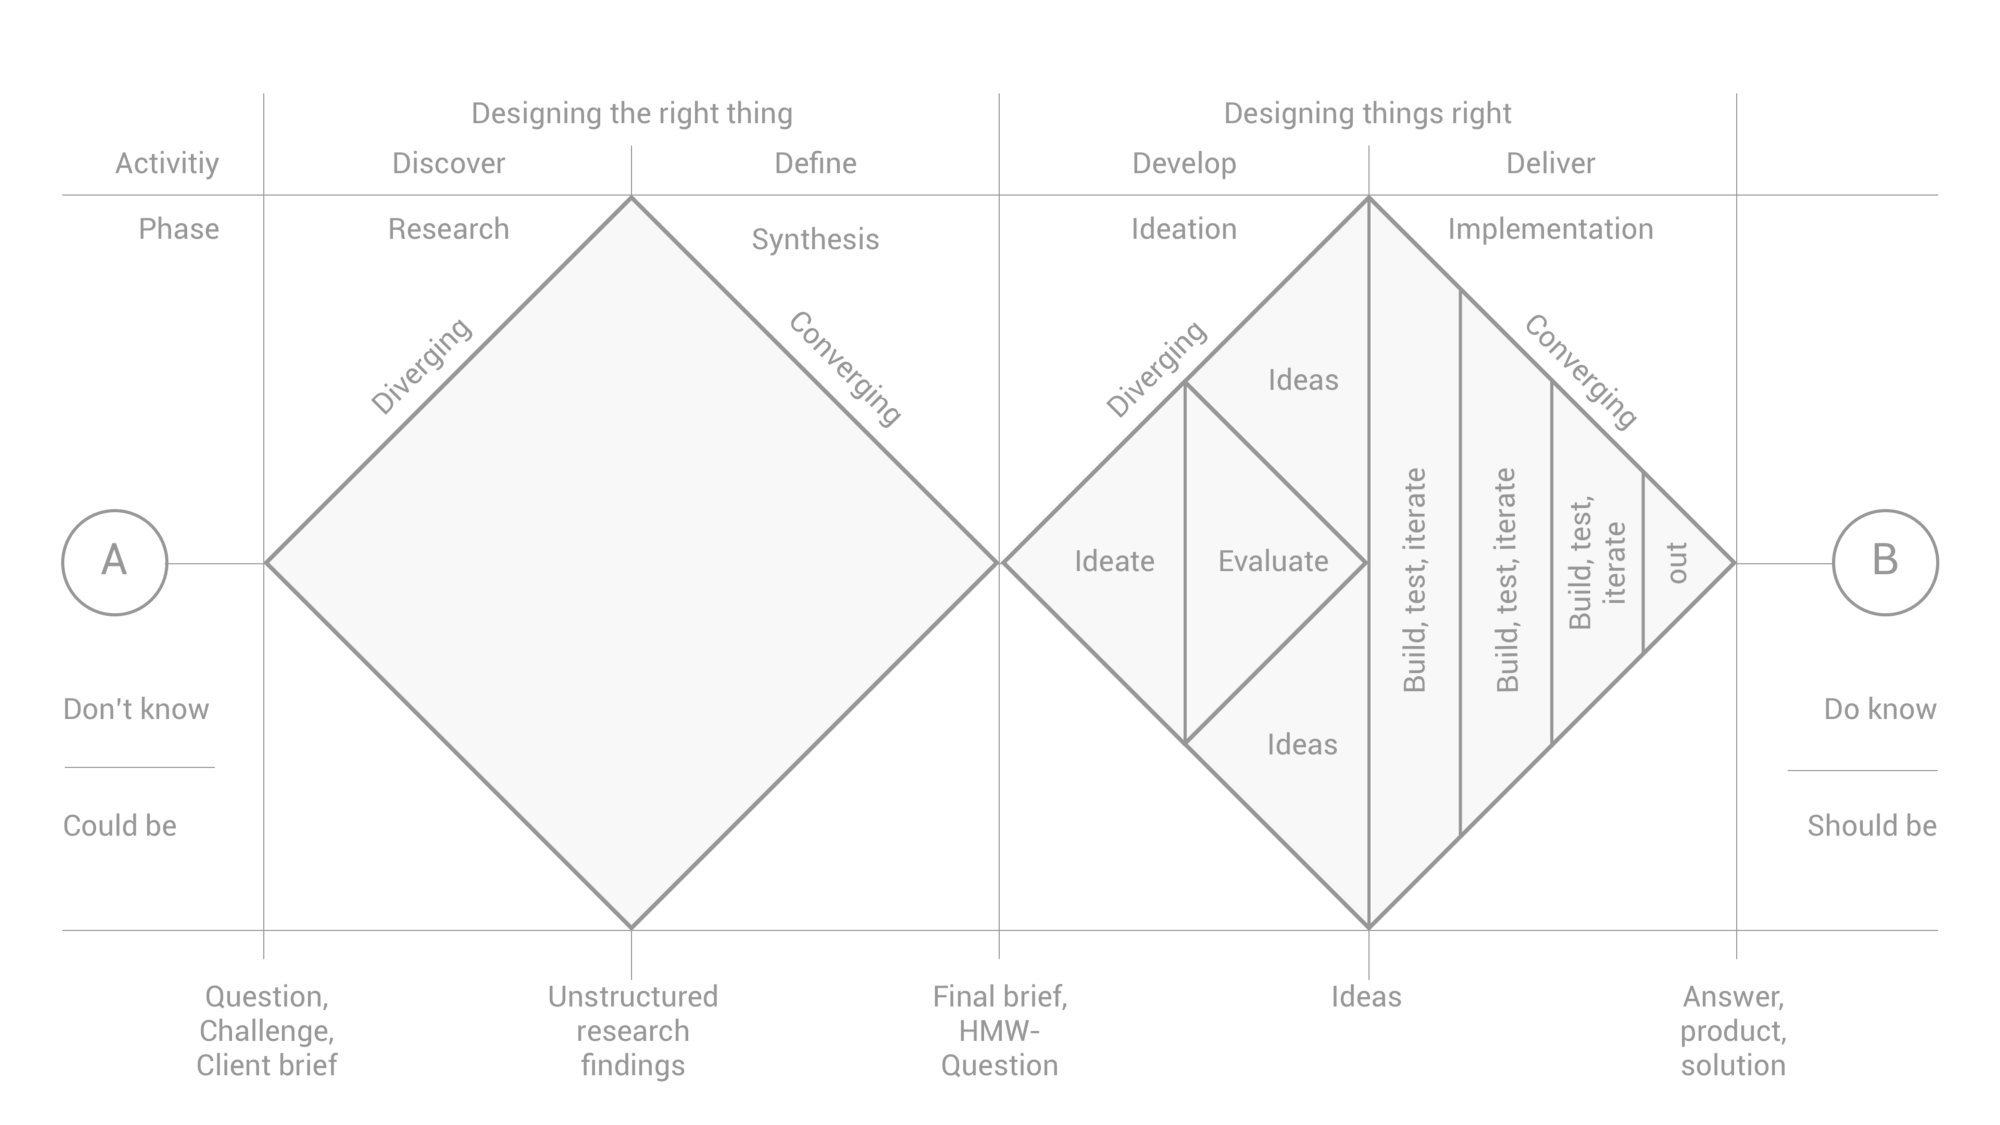 Designing the right thing
Designing things right
Activitiy
Discover
Define
Develop
Deliver
Phase
Research
Synthesis
Ideation
Implementation
Diverging
Converging
Diverging
Converging
Ideas
A
Ideate
Evaluate
Build, test, iterate
Build, test, iterate
Build, test,
iterate
out
B
Don't know
Do know
Ideas
Could be
Should be
Question,
Challenge,
Client brief
Unstructured
research
findings
Final brief,
HMW-
Question
Ideas
Answer,
product,
solution